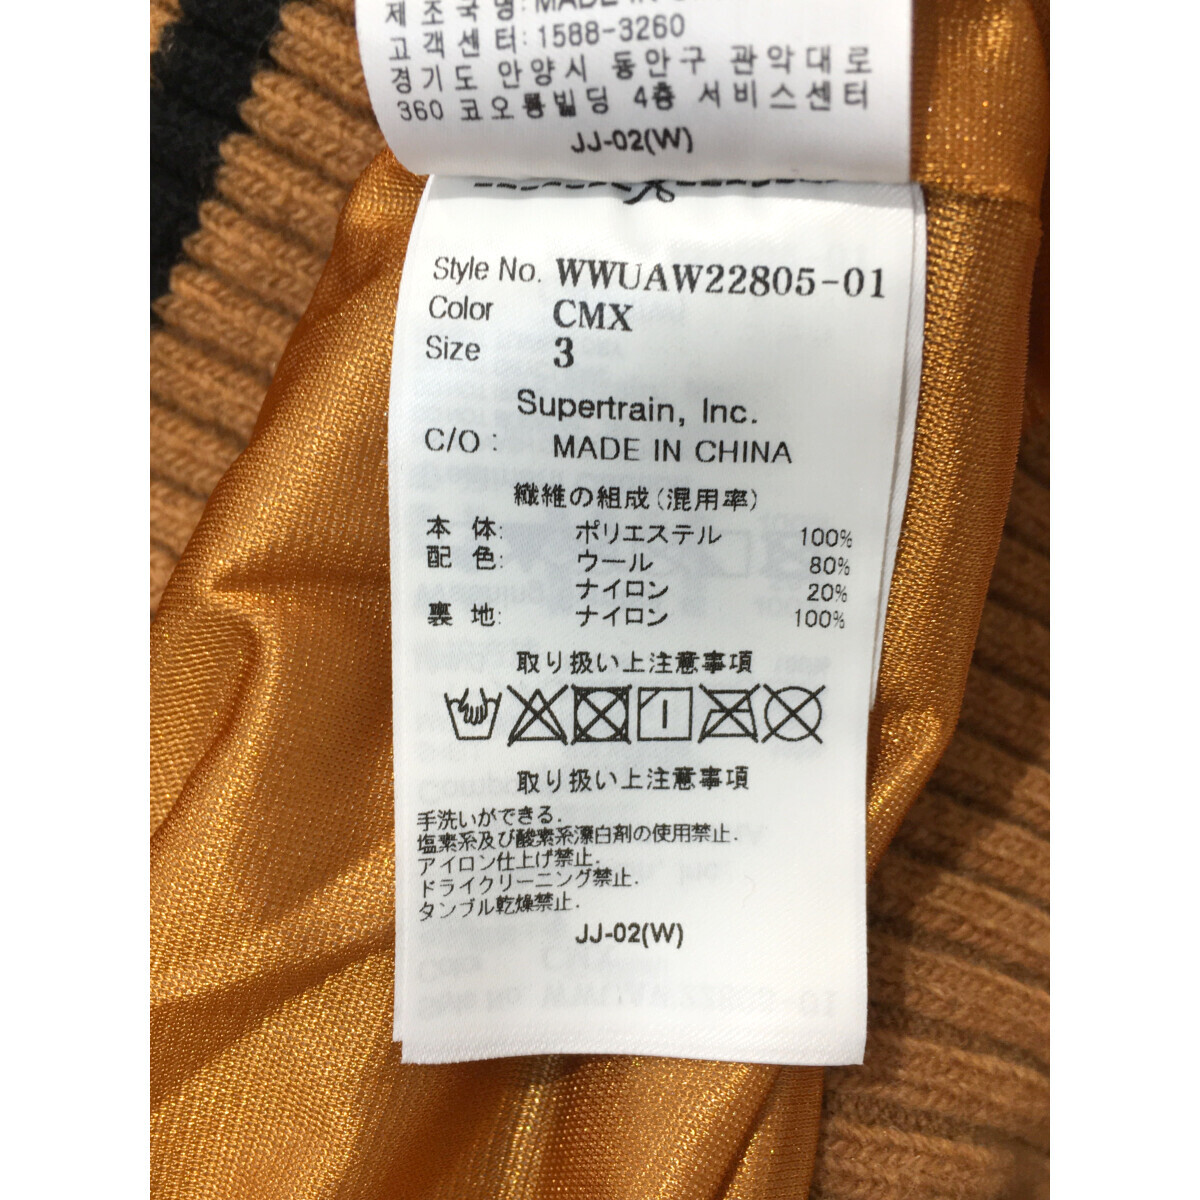 제조국명:MADE IN
고객센터:1588-3260
경기도 안양시 동안구 관악대로
360 코오롱빌딩 4층 서비스센터
JJ-02(W)
Style No. WWUAW22805-01
Color CMX
Size 3
Supertrain, Inc.
C/O : MADE IN CHINA
繊維の組成(混用率)
本体: ポリエステル 100%
配色: ウール 80%
ナイロン 20%
裏地: ナイロン 100%
取り扱い上注意事項
取り扱い上注意事項
手洗いができる.
塩素系及び酸素系漂白剤の使用禁止.
アイロン仕上げ禁止.
ドライクリーニング禁止.
タンブル乾燥禁止.
JJ-02(W)